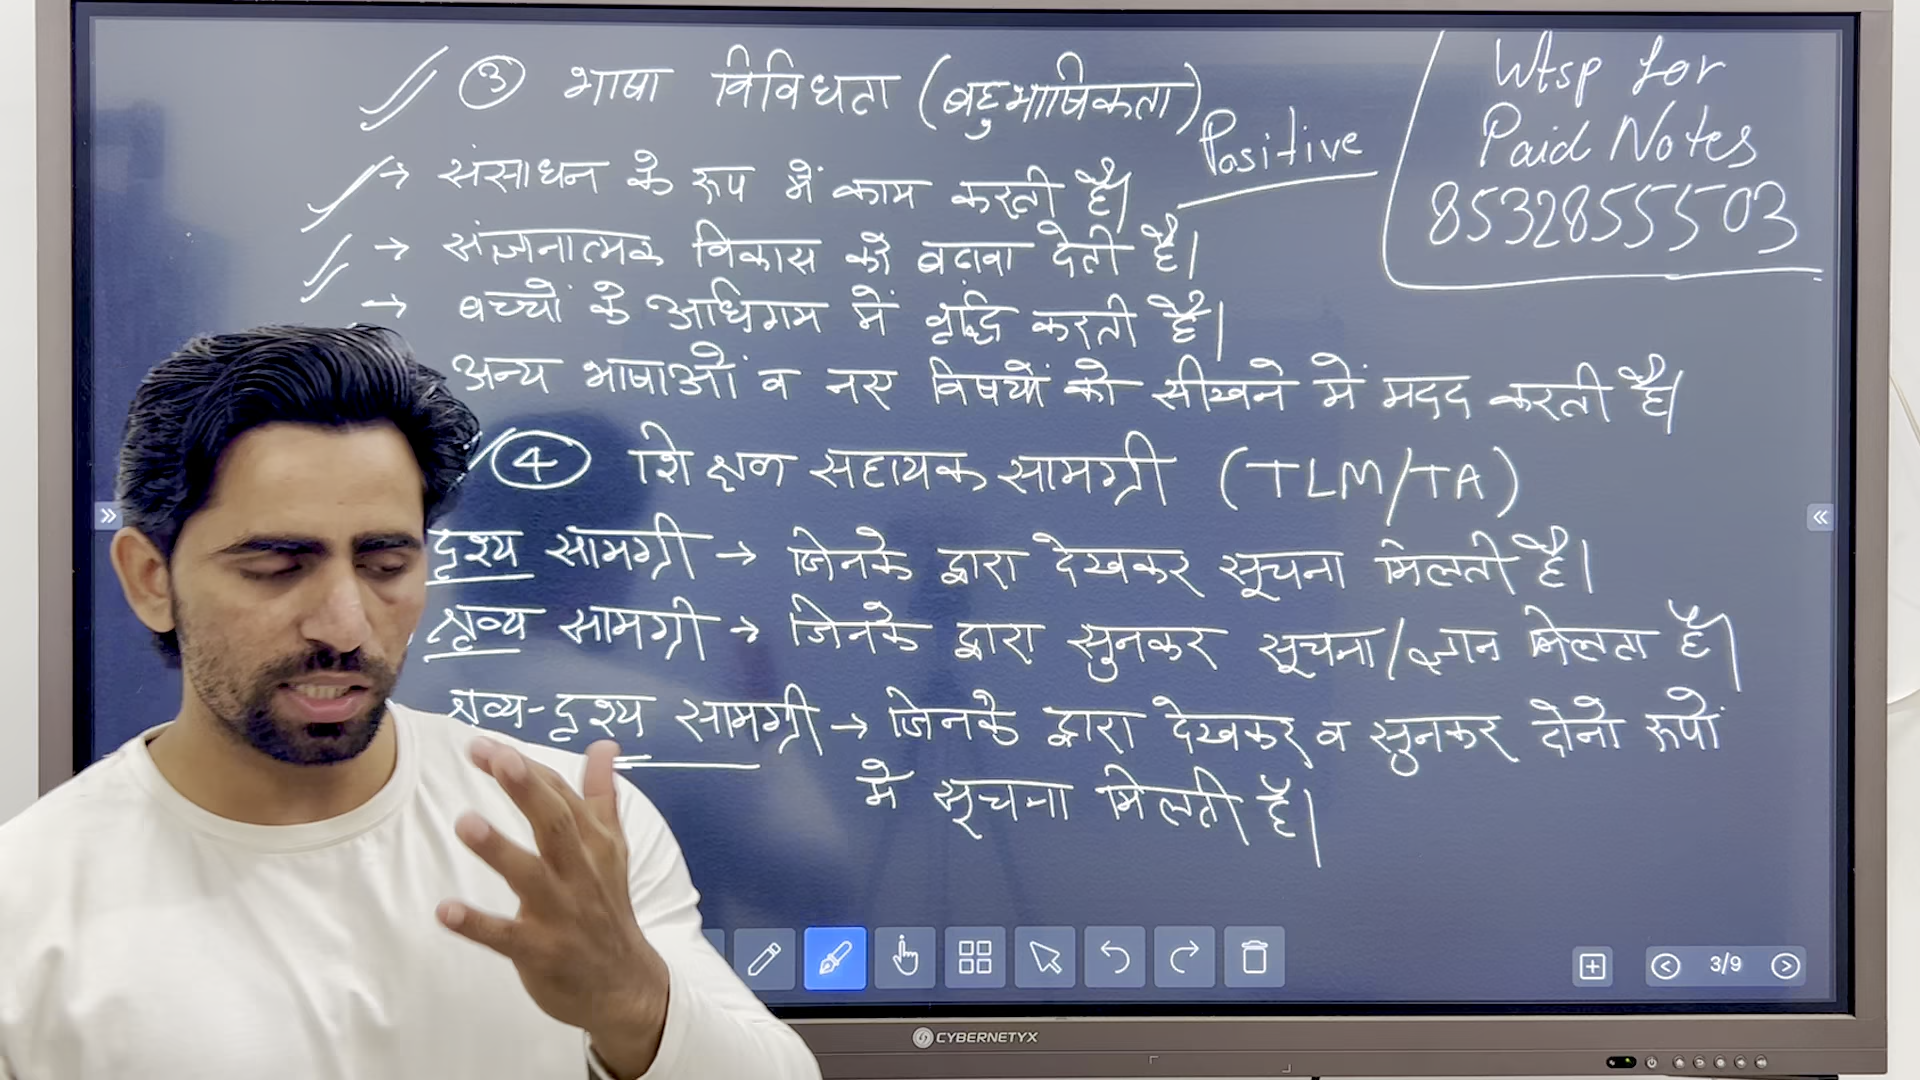 ③ भाषा विविधता (बहुभाषिकता)
Positive
→ संसाधन के रूप में काम करती है।
→ संज्ञनात्मक विकास को बढ़ावा देती है।
→ बच्चों के अधिगम में वृद्धि करती है।
अन्य भाषाओं व नए विषयों को सीखने में मदद करती है।
④ शिक्षण सहायक सामग्री (TLM/TA)
दृश्य सामग्री → जिनके द्वारा देखकर सूचना मिलती है।
श्रव्य सामग्री → जिनके द्वारा सुनकर सूचना/ज्ञान मिलता है।
श्रव्य-दृश्य सामग्री → जिनके द्वारा देखकर व सुनकर दोनो रूपों
में सूचना मिलती है।
Wtsp for
Paid Notes
8532855503
3/9
CYBERNETYX